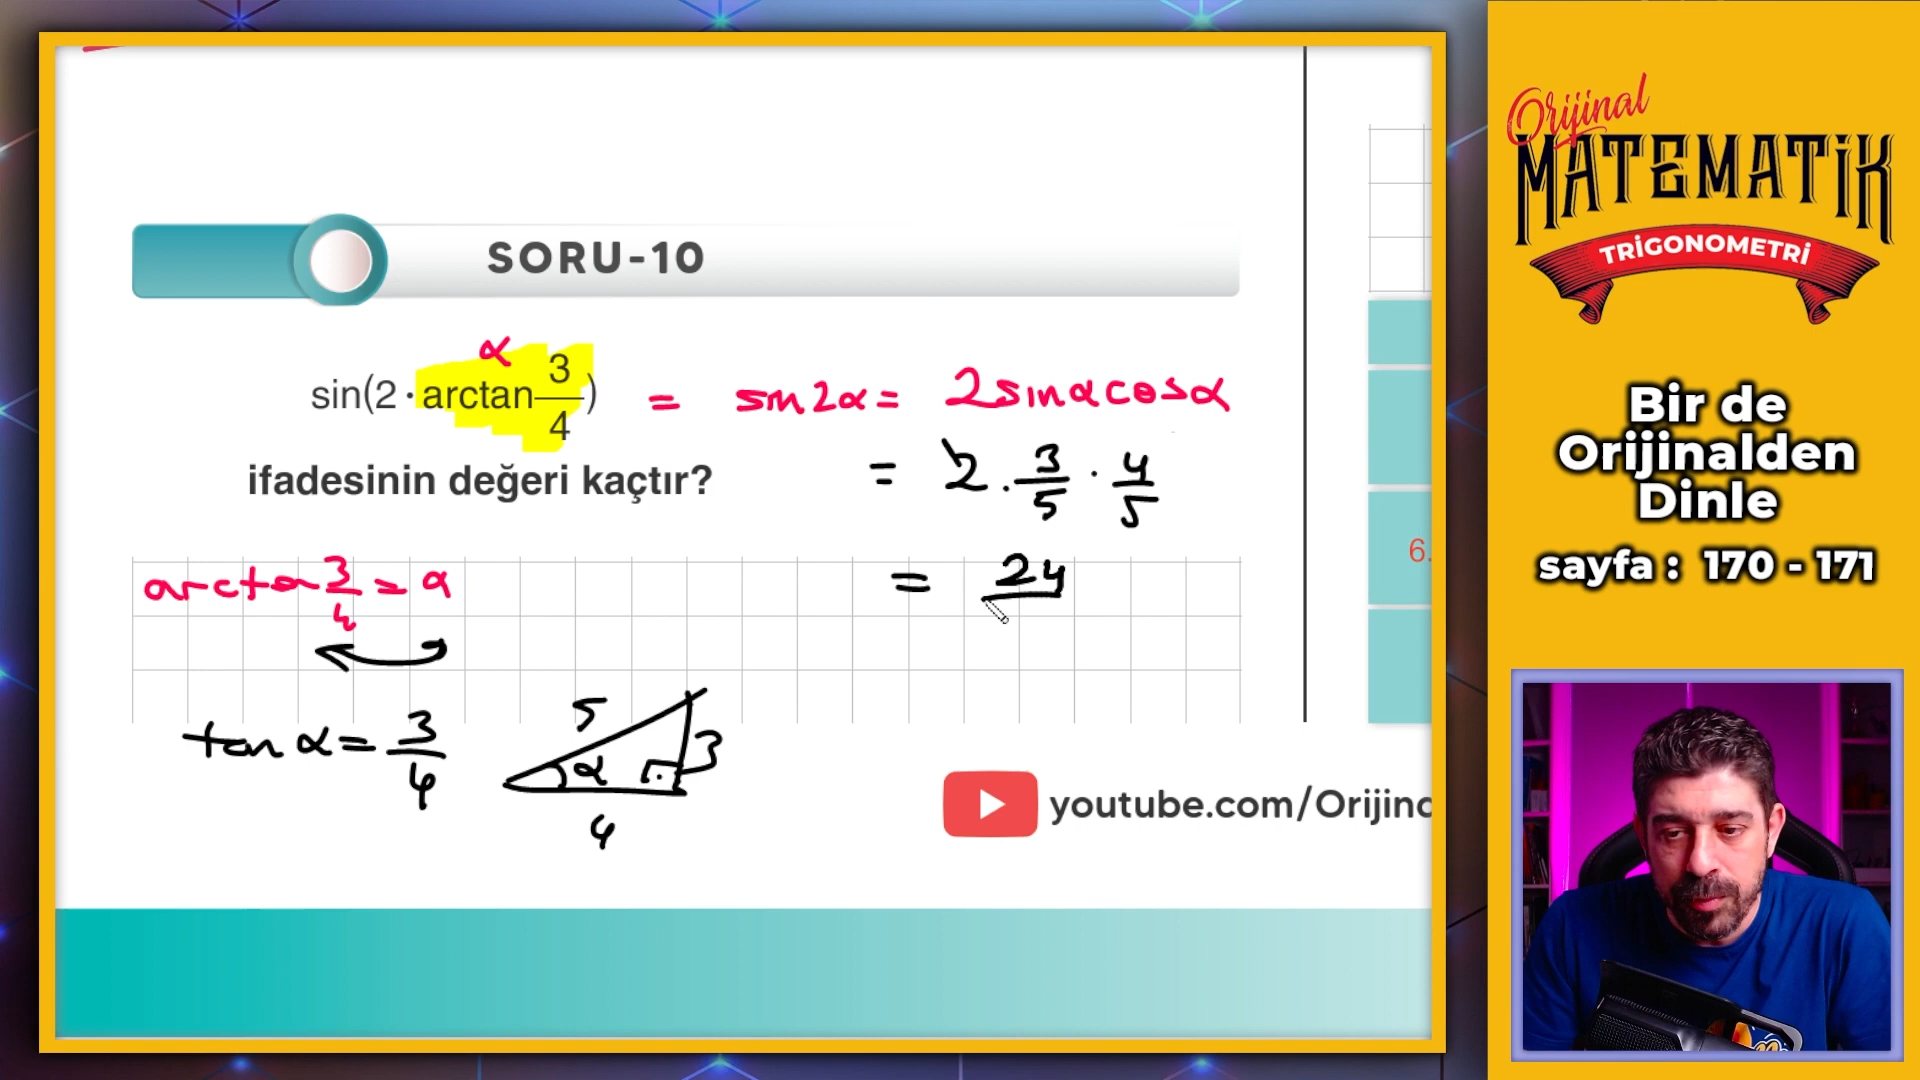 SORU-10
α
sin(2 · arctan 3/4) = sin2α = 2sinαcosα
ifadesinin değeri kaçtır?
= 2 . 3/5 · 4/5
arctan 3/4 = α
= 24
tan α = 3/4
5
α
3
4
youtube.com/Orijin
6.
Orijinal
MATEMATİK
TRİGONOMETRİ
Bir de
Orijinalden
Dinle
sayfa : 170 - 171